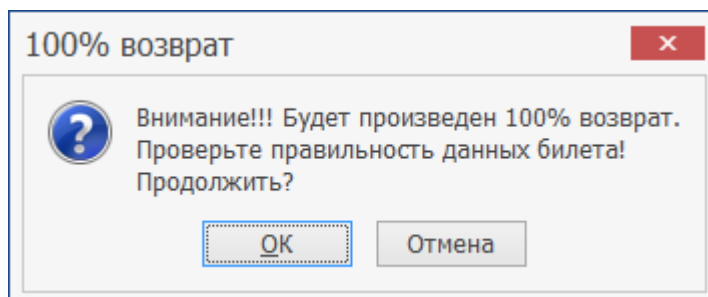 100% возврат
Внимание!!! Будет произведен 100% возврат.
Проверьте правильность данных билета!
Продолжить?
ОК Отмена